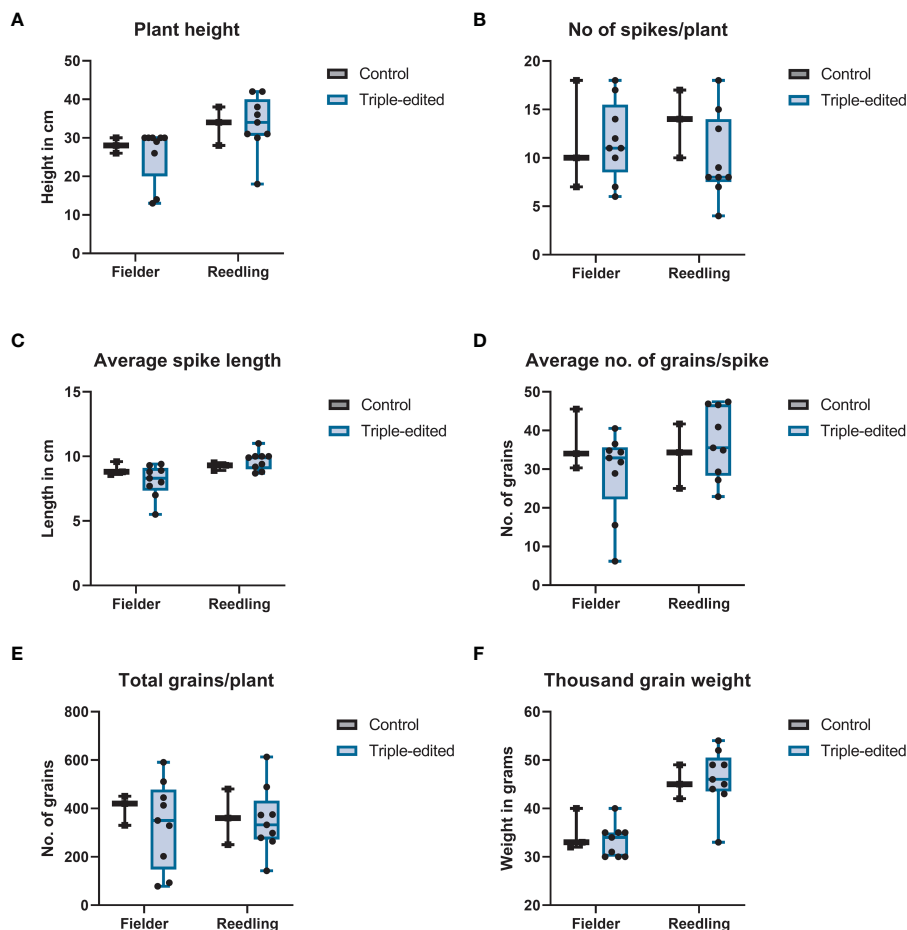 A
Plant height
50
40
30
20
10
0
Height in cm
Fielder
Reedling
Control
Triple-edited
B
No of spikes/plant
20
15
10
5
0
Fielder
Reedling
Control
Triple-edited
C
Average spike length
15
10
5
0
Length in cm
Fielder
Reedling
Control
Triple-edited
D
Average no. of grains/spike
50
40
30
20
10
0
No. of grains
Fielder
Reedling
Control
Triple-edited
E
Total grains/plant
800
600
400
200
0
No. of grains
Fielder
Reedling
Control
Triple-edited
F
Thousand grain weight
60
50
40
30
20
Weight in grams
Fielder
Reedling
Control
Triple-edited